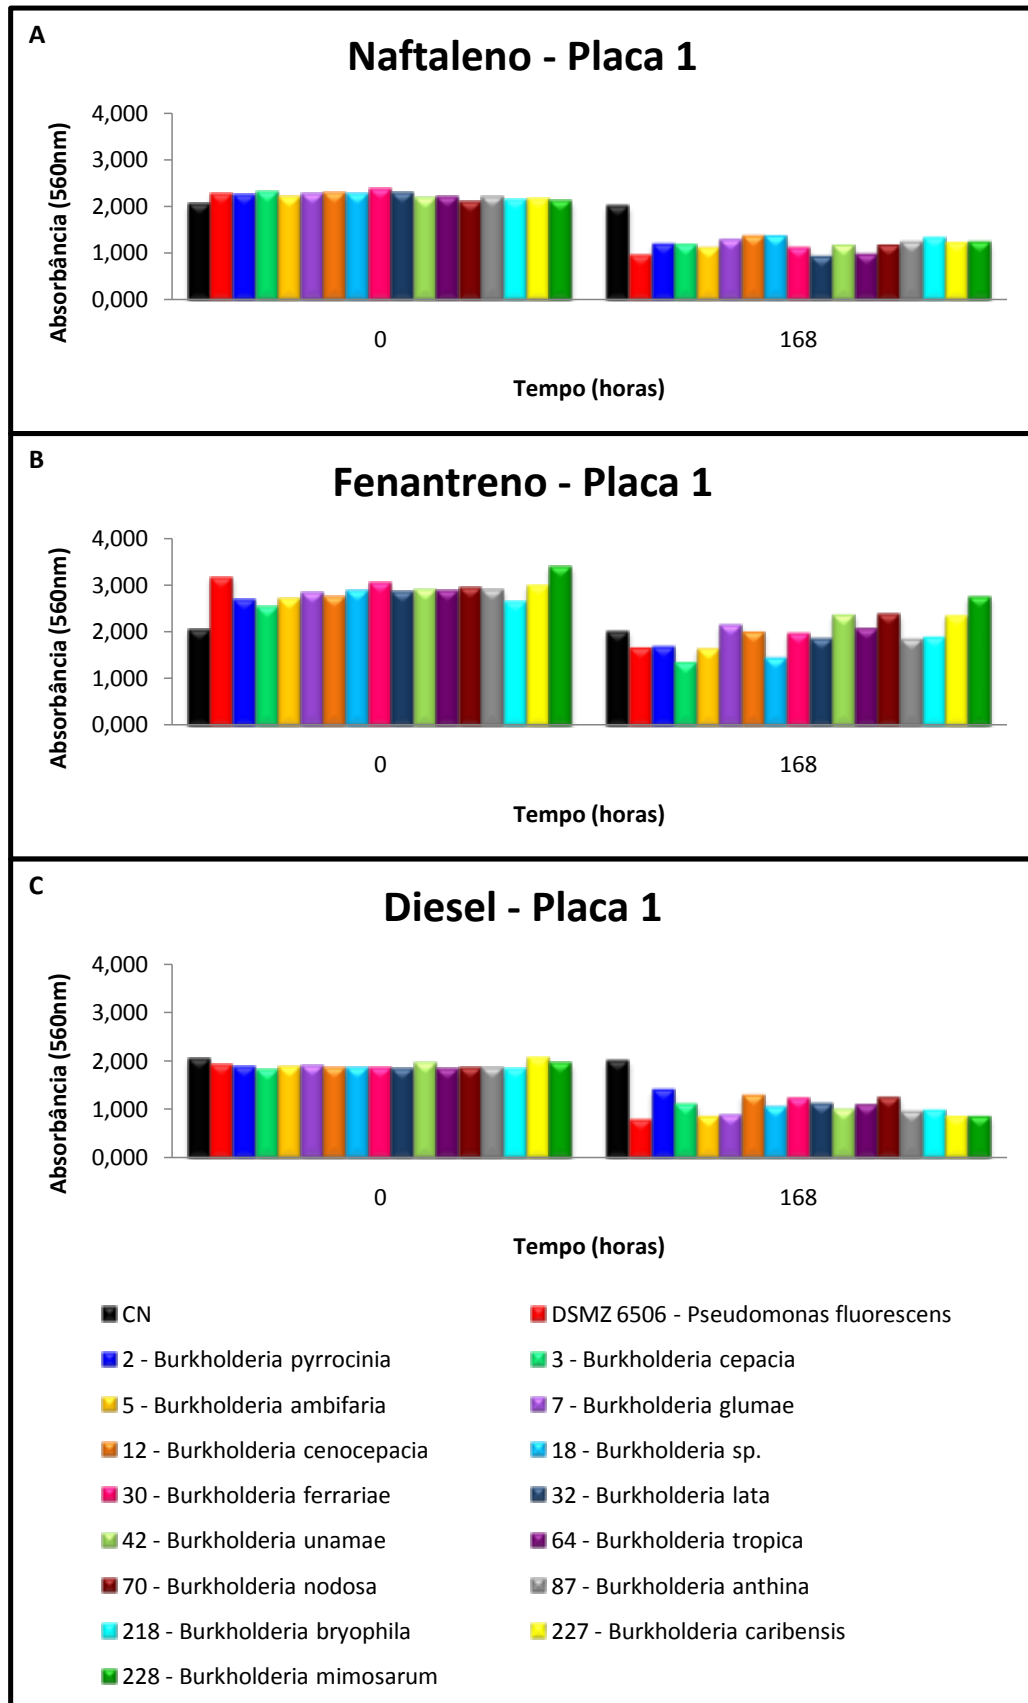 A
Naftaleno - Placa 1
Absorbância (560nm)
4,000
3,000
2,000
1,000
0,000
0
168
Tempo (horas)
B
Fenantreno - Placa 1
Absorbância (560nm)
4,000
3,000
2,000
1,000
0,000
0
168
Tempo (horas)
C
Diesel - Placa 1
Absorbância (560nm)
4,000
3,000
2,000
1,000
0,000
0
168
Tempo (horas)
CN
DSMZ 6506 - Pseudomonas fluorescens
2 - Burkholderia pyrrocinia
3 - Burkholderia cepacia
5 - Burkholderia ambifaria
7 - Burkholderia glumae
12 - Burkholderia cenocepacia
18 - Burkholderia sp.
30 - Burkholderia ferrariae
32 - Burkholderia lata
42 - Burkholderia unamae
64 - Burkholderia tropica
70 - Burkholderia nodosa
87 - Burkholderia anthina
218 - Burkholderia bryophila
227 - Burkholderia caribensis
228 - Burkholderia mimosarum